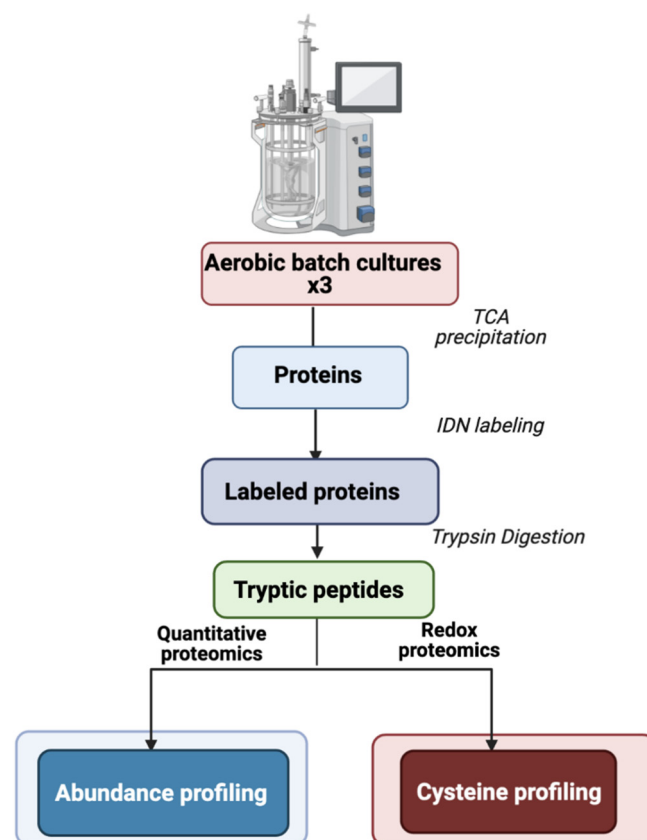 Aerobic batch cultures
x3
TCA
precipitation
Proteins
IDN labeling
Labeled proteins
Trypsin Digestion
Tryptic peptides
Quantitative
proteomics
Redox
proteomics
Abundance profiling
Cysteine profiling